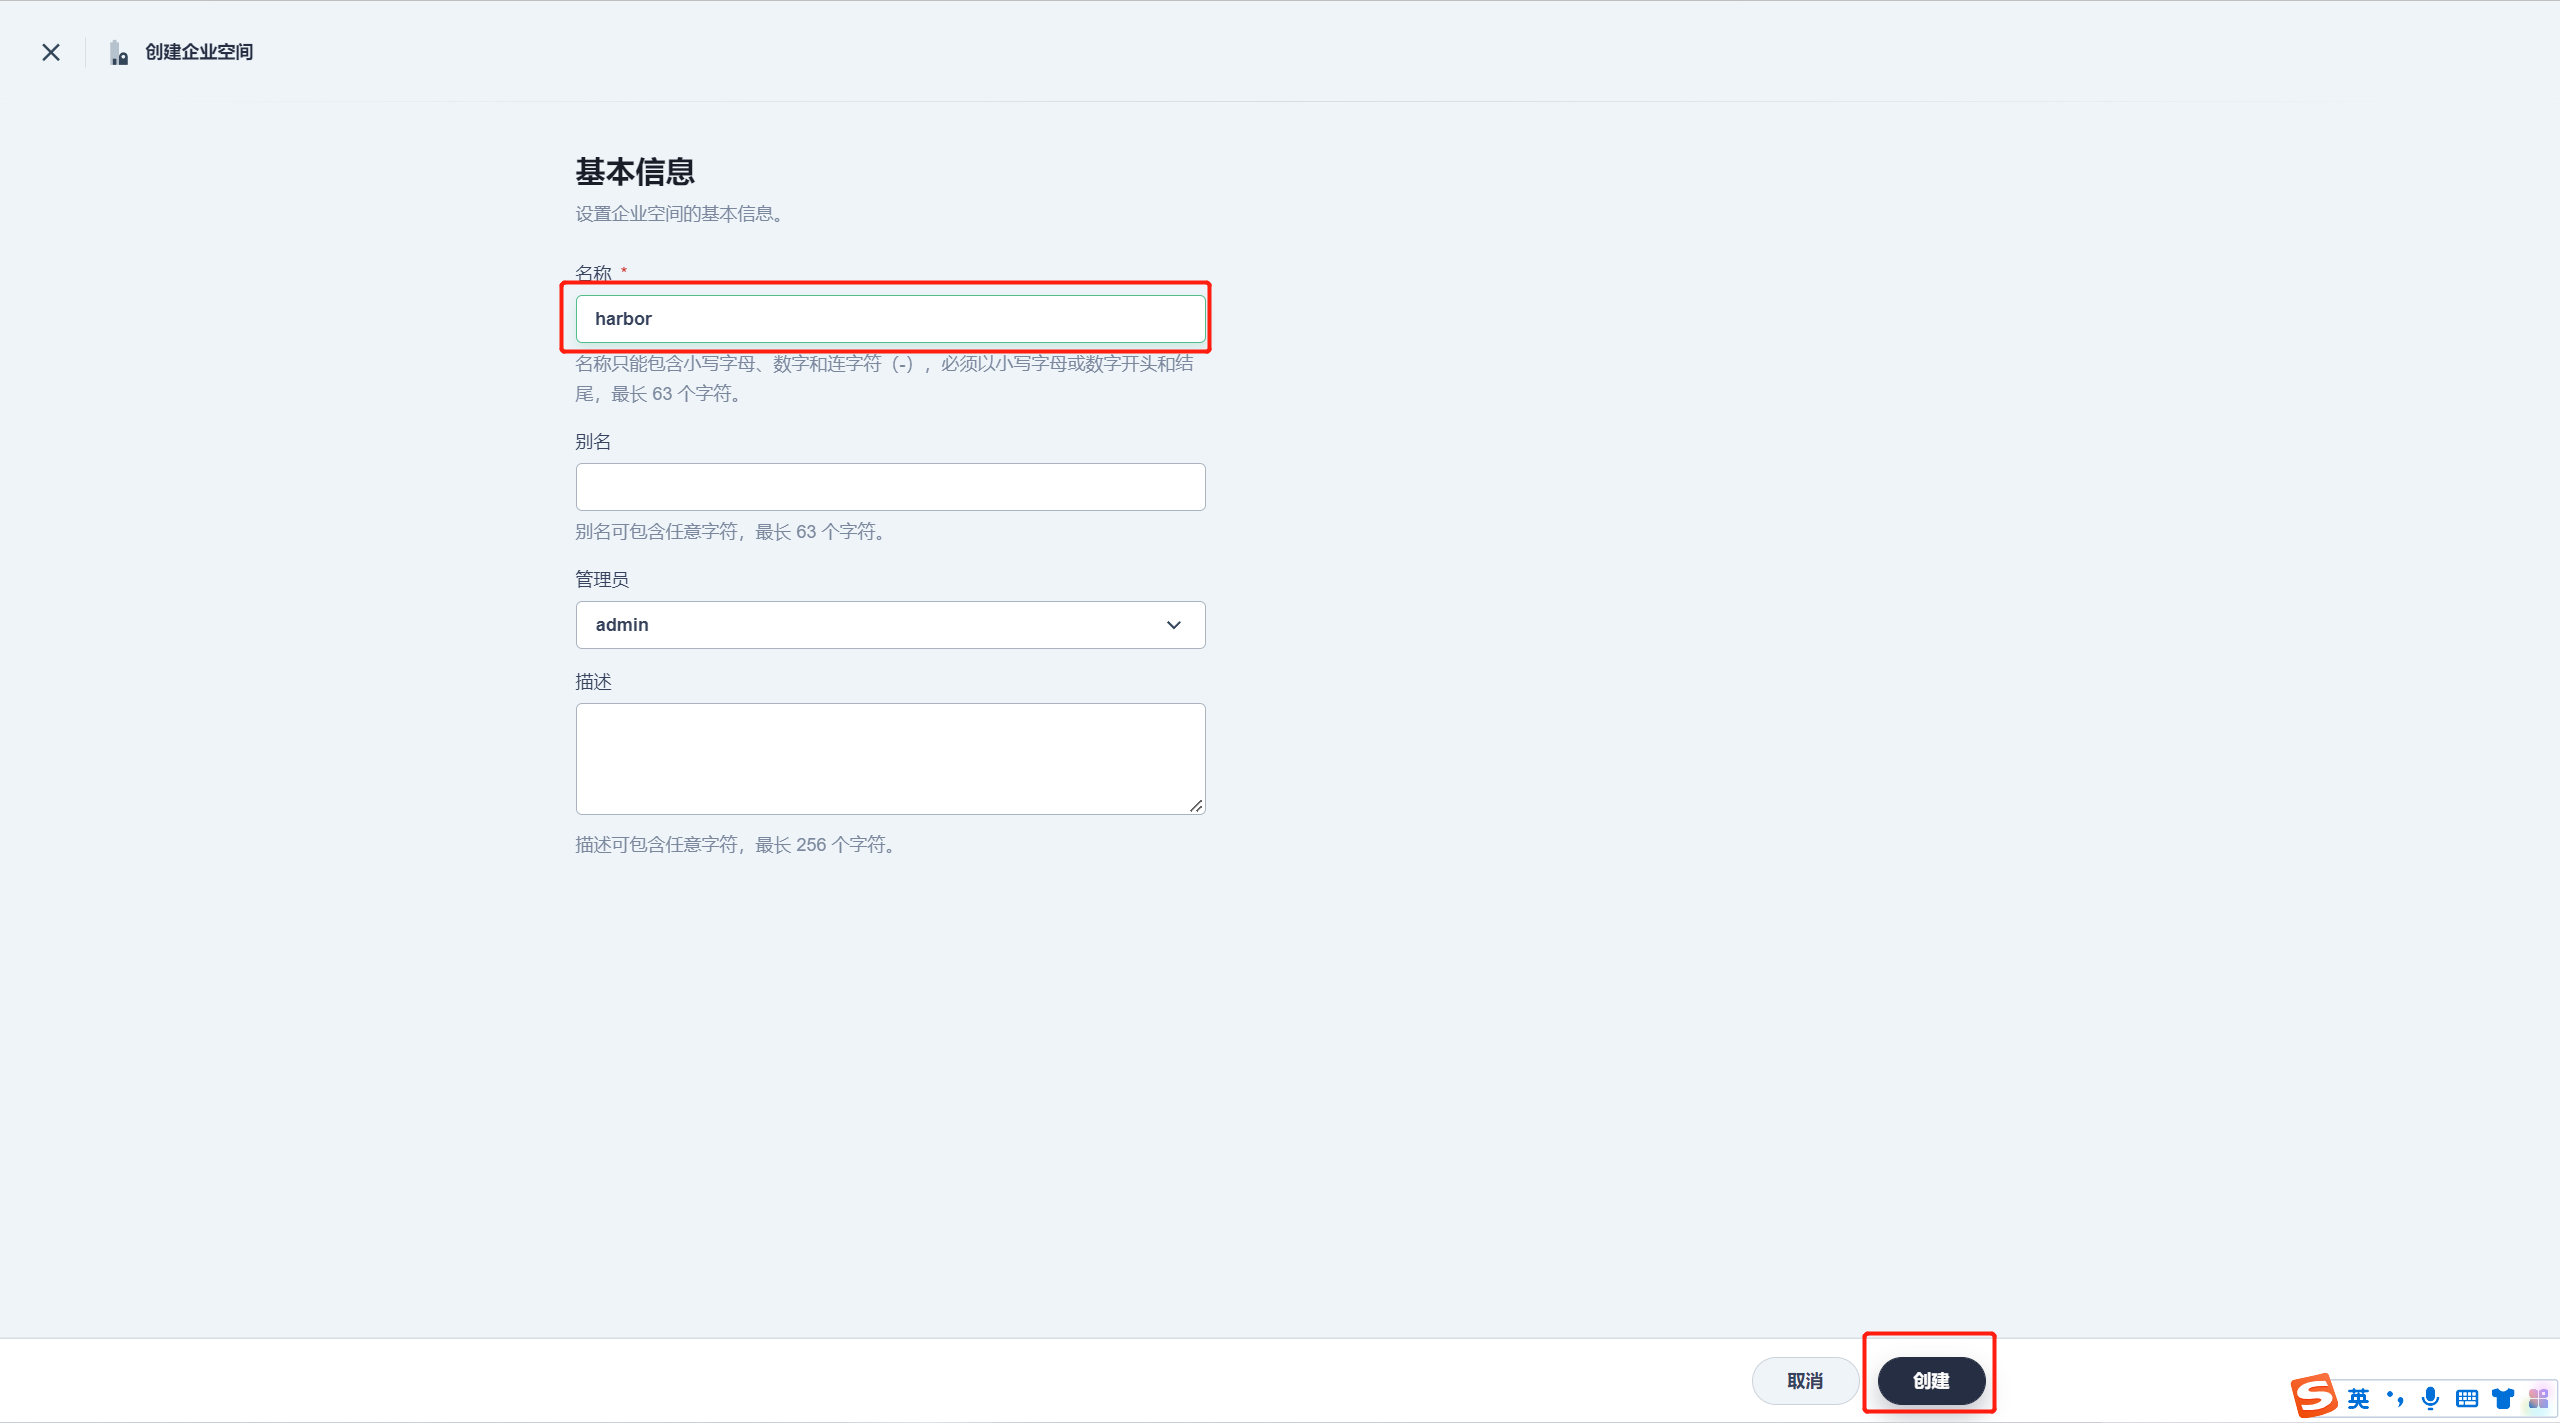 创建企业空间
基本信息
设置企业空间的基本信息。
名称 *
harbor
名称只能包含小写字母、数字和连字符（-），必须以小写字母或数字开头和结
尾，最长 63 个字符。
别名
别名可包含任意字符，最长 63 个字符。
管理员
admin
描述
描述可包含任意字符，最长 256 个字符。
取消
创建
S 英